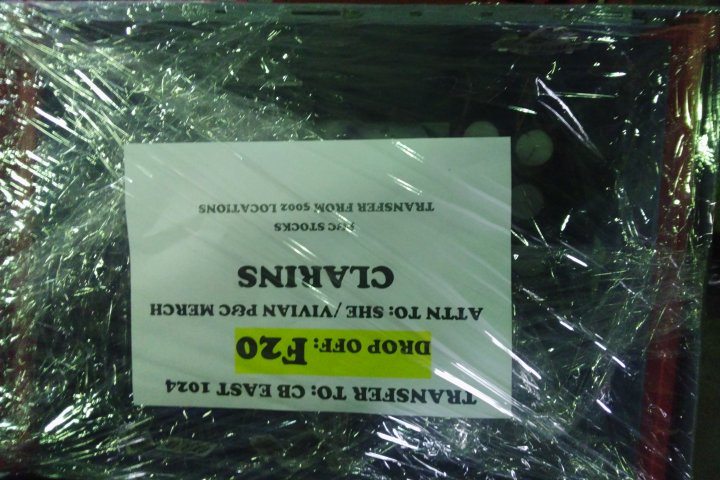 TRANSFER TO: CB EAST 1024
DROP OFF: F20
ATTN TO: SHE / VIVIAN P&C MERCH
CLARINS
STOCKS
TRANSFER FROM 5002 LOCATIONS